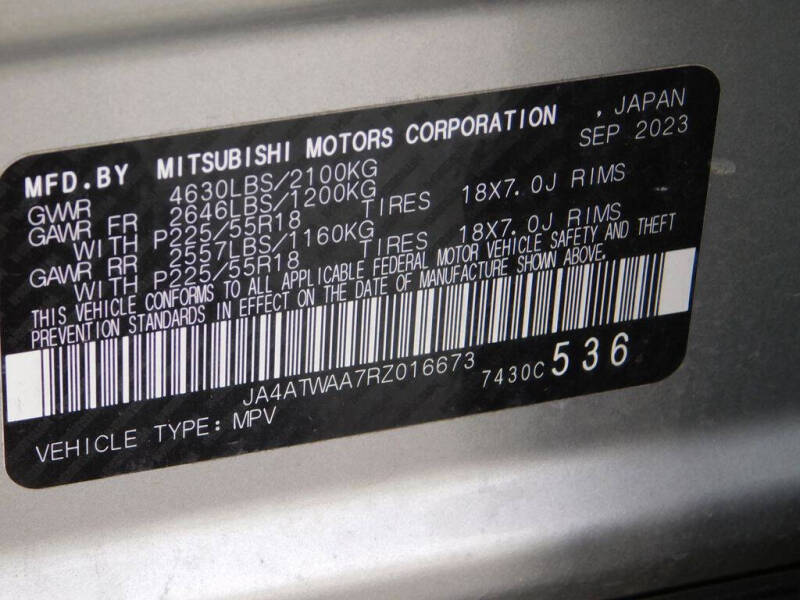 MFD.BY MITSUBISHI MOTORS CORPORATION , JAPAN
SEP 2023
GVWR 4630LBS/2100KG
GAWR FR 2646LBS/1200KG
WITH P225/55R18 TIRES 18X7.0J RIMS
GAWR RR 2557LBS/1160KG
WITH P225/55R18 TIRES 18X7.0J RIMS
THIS VEHICLE CONFORMS TO ALL APPLICABLE FEDERAL MOTOR VEHICLE SAFETY AND THEFT
PREVENTION STANDARDS IN EFFECT ON THE DATE OF MANUFACTURE SHOWN ABOVE.
JA4ATWAA7RZ016673 7430C 536
VEHICLE TYPE: MPV